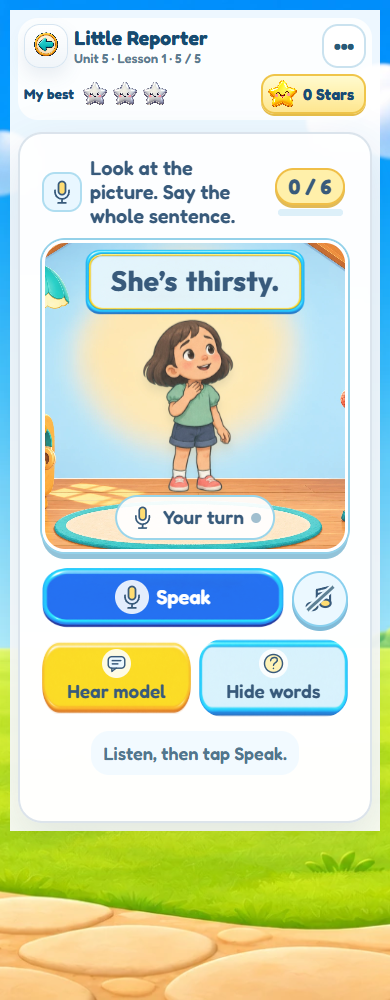 Little Reporter
Unit 5 · Lesson 1 · 5 / 5
My best
0 Stars
Look at the
picture. Say the
whole sentence.
0 / 6
She's thirsty.
Your turn
Speak
Hear model
Hide words
Listen, then tap Speak.